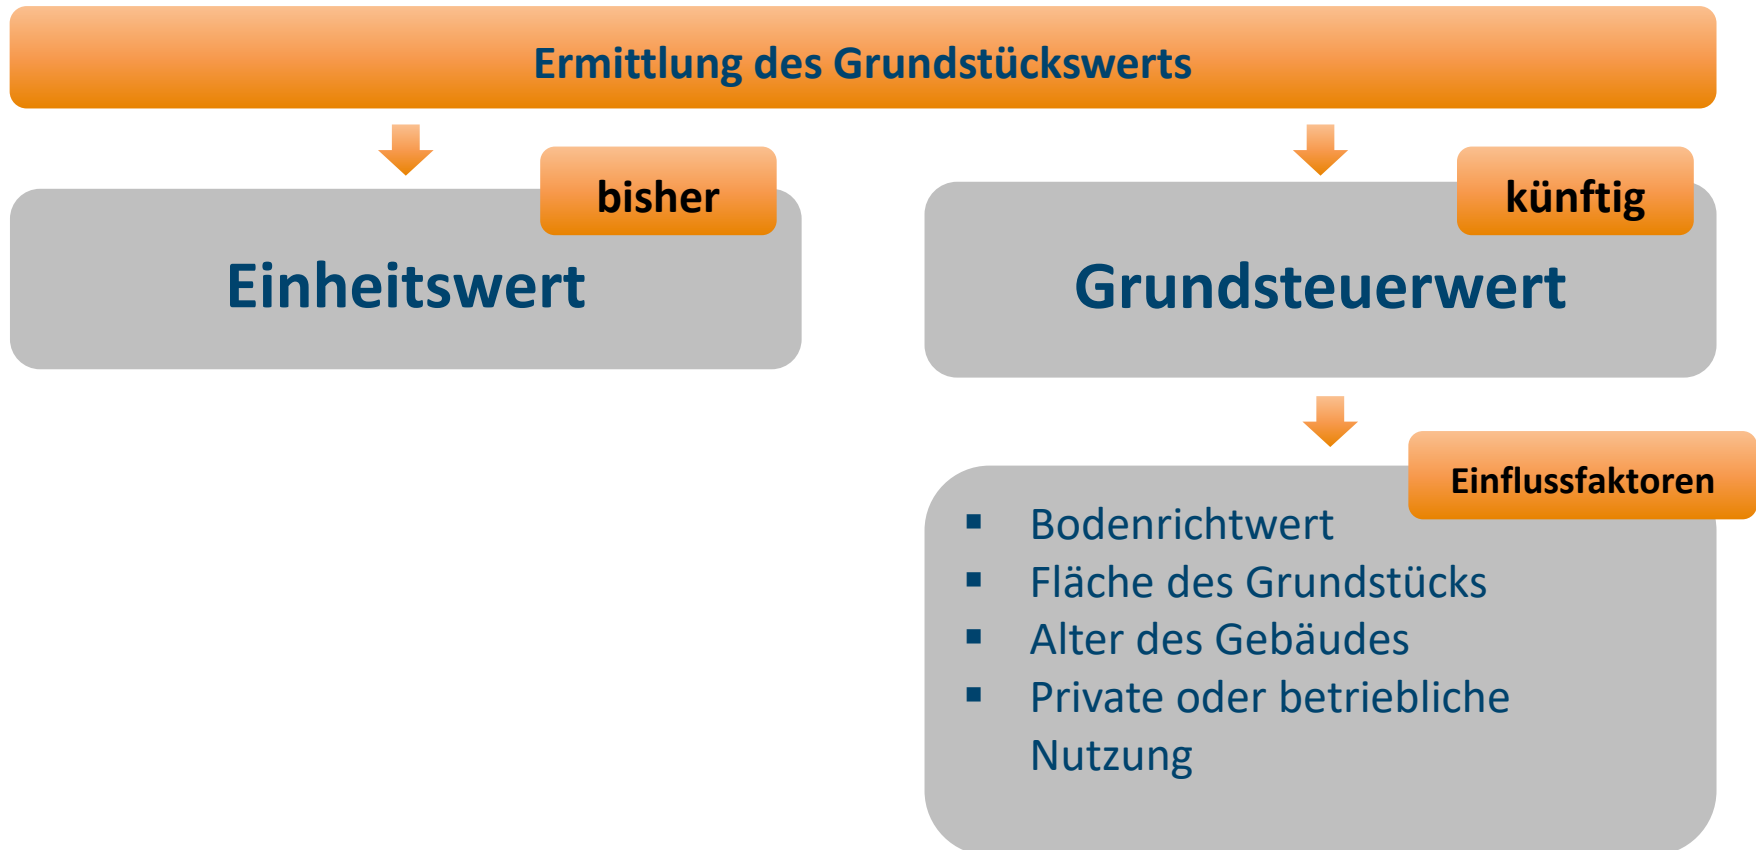 Ermittlung des Grundstückswerts
bisher
Einheitswert
künftig
Grundsteuerwert
Einflussfaktoren
▪ Bodenrichtwert
▪ Fläche des Grundstücks
▪ Alter des Gebäudes
▪ Private oder betriebliche
Nutzung